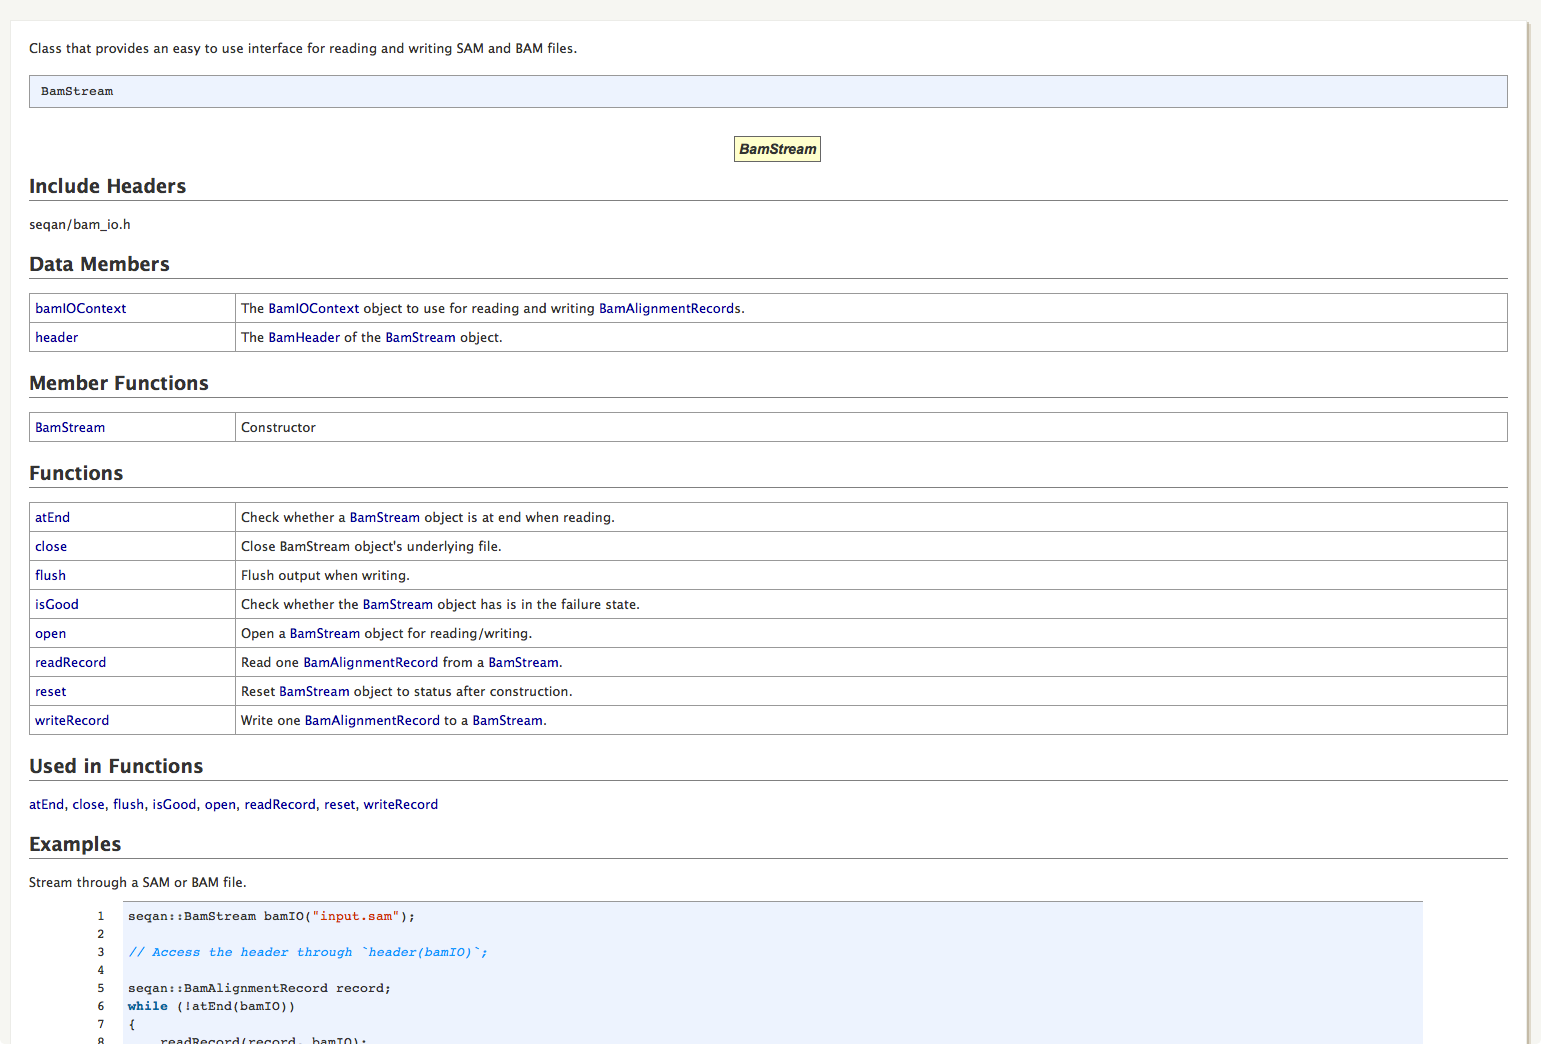 Class that provides an easy to use interface for reading and writing SAM and BAM files.
BamStream
BamStream
Include Headers
seqan/bam_io.h
Data Members
bamIOContext The BamIOContext object to use for reading and writing BamAlignmentRecords.
header The BamHeader of the BamStream object.
Member Functions
BamStream Constructor
Functions
atEnd Check whether a BamStream object is at end when reading.
close Close BamStream object's underlying file.
flush Flush output when writing.
isGood Check whether the BamStream object has is in the failure state.
open Open a BamStream object for reading/writing.
readRecord Read one BamAlignmentRecord from a BamStream.
reset Reset BamStream object to status after construction.
writeRecord Write one BamAlignmentRecord to a BamStream.
Used in Functions
atEnd, close, flush, isGood, open, readRecord, reset, writeRecord
Examples
Stream through a SAM or BAM file.
1 seqan::BamStream bamIO("input.sam");
2
3 // Access the header through `header(bamIO)`;
4
5 seqan::BamAlignmentRecord record;
6 while (!atEnd(bamIO))
7 {
8 readRecord(record, bamIO);